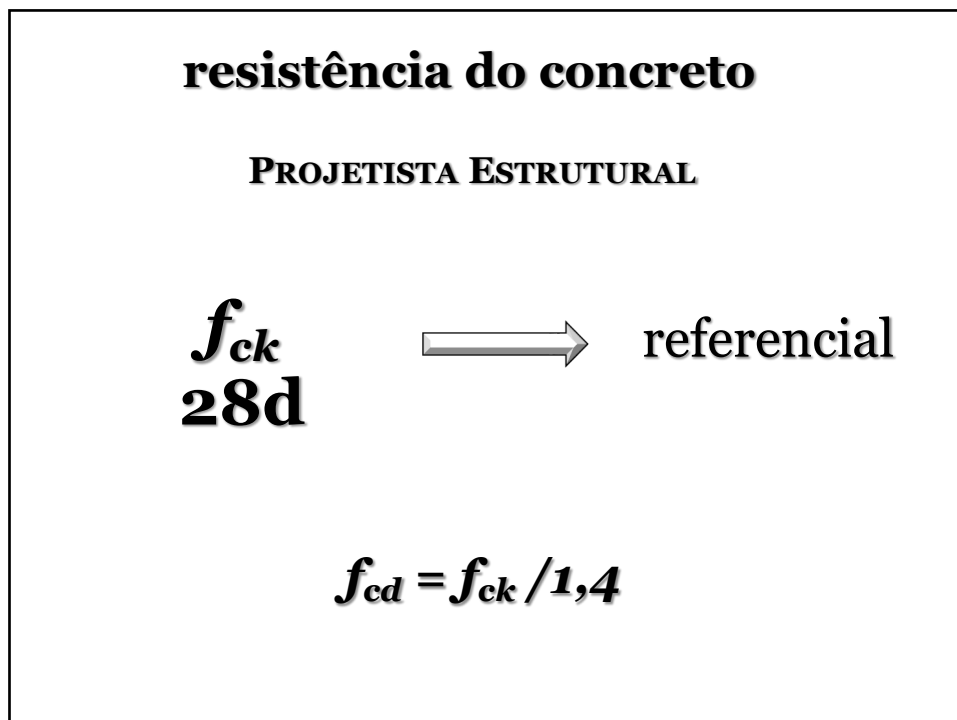 resistência do concreto
Projetista Estrutural
fck
28d
referencial
fcd = fck /1,4